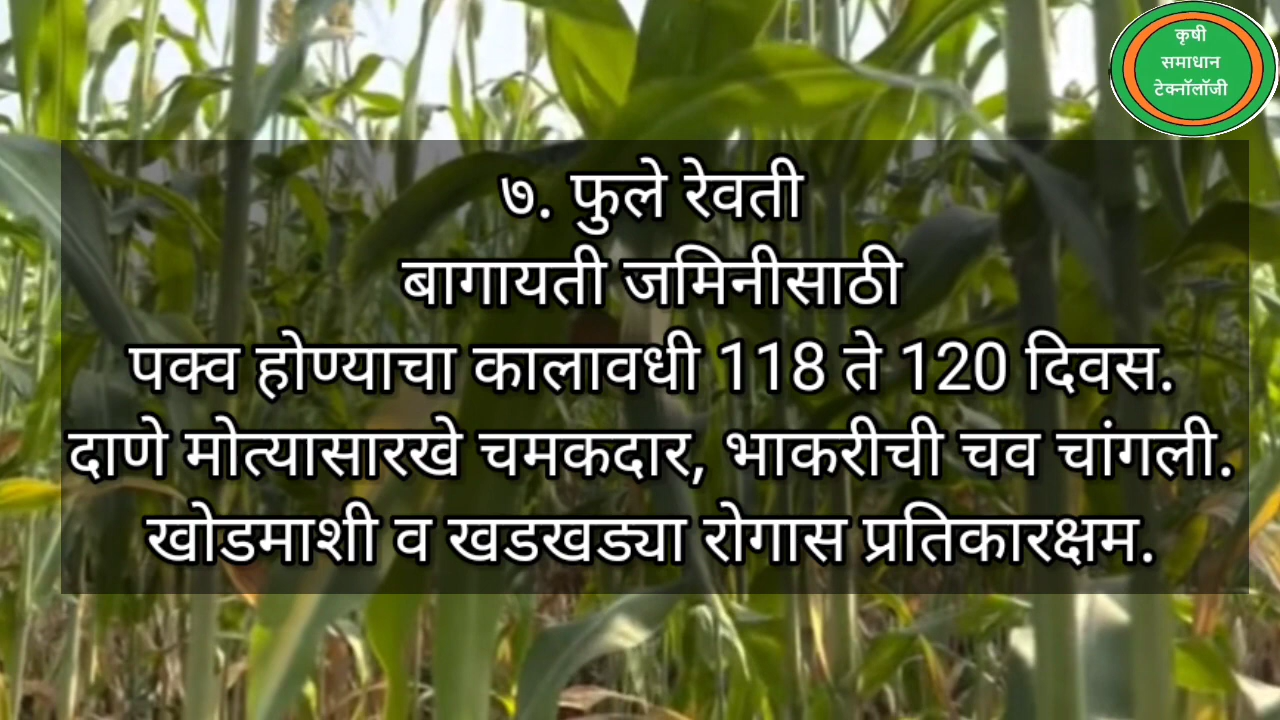 कृषी
समाधान
टेक्नॉलॉजी
७. फुले रेवती
बागायती जमिनीसाठी
पक्व होण्याचा कालावधी 118 ते 120 दिवस.
दाणे मोत्यासारखे चमकदार, भाकरीची चव चांगली.
खोडमाशी व खडखड्या रोगास प्रतिकारक्षम.